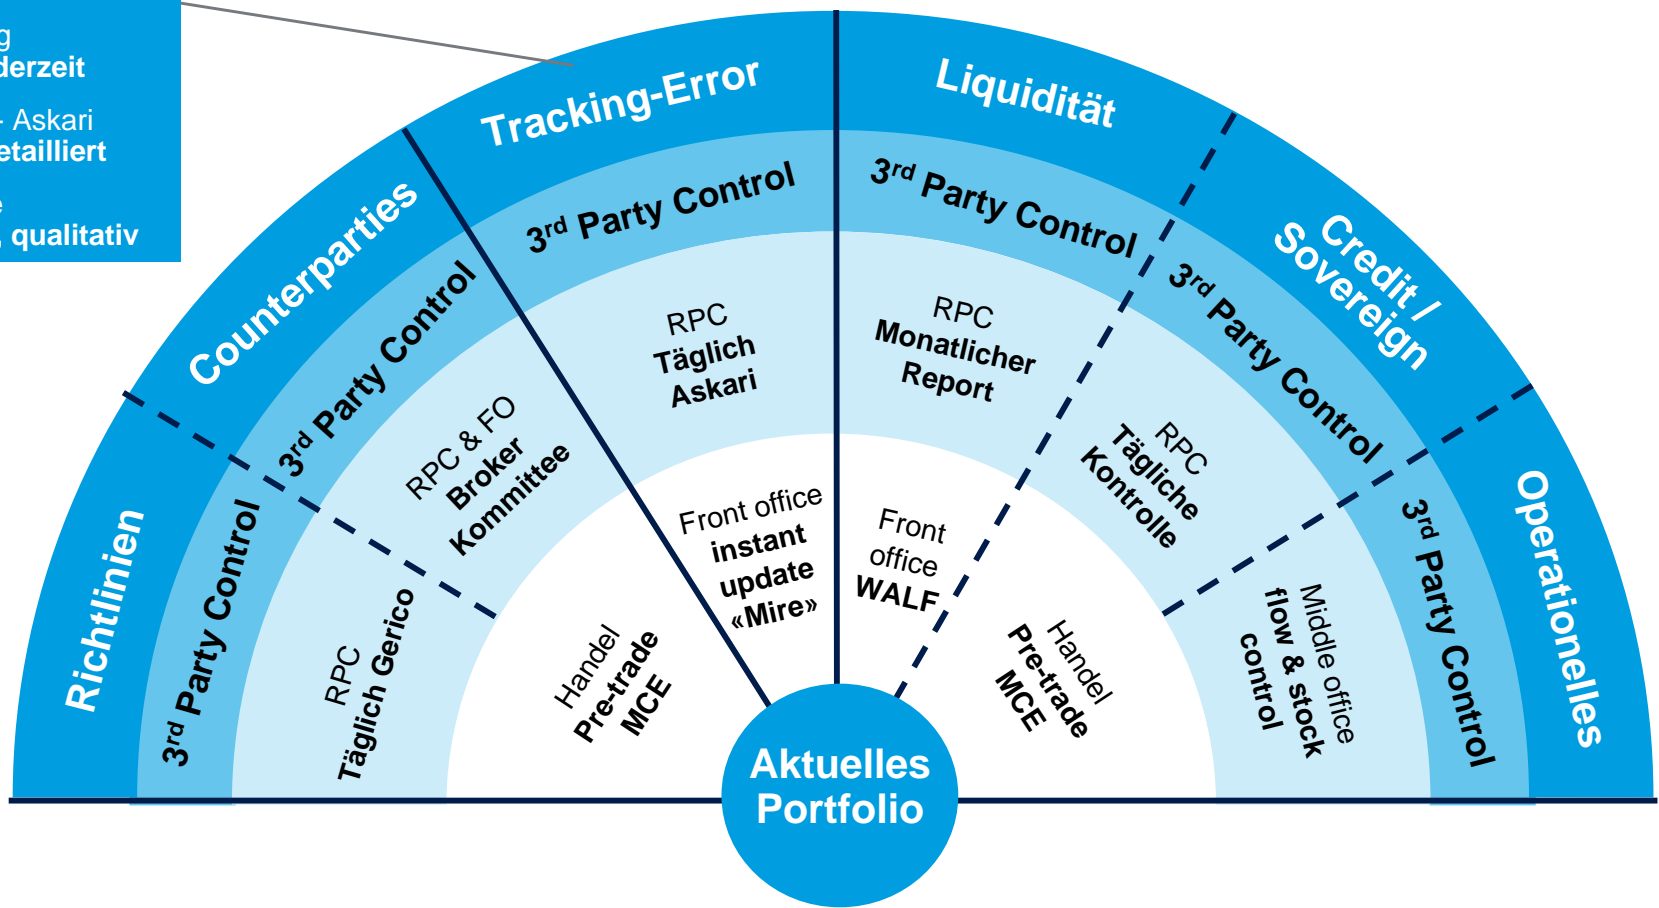 derzeit
- Askari
qualitativ
Richtlinien
3rd Party Control
RPC
Täglich Gerico
Counterparties
3rd Party Control
RPC & FO
Broker
Kommittee
Handel
Pre-trade
MCE
Tracking-Error
3rd Party Control
RPC
Täglich
Askari
Front office
instant
update
«Mire»
Liquidität
3rd Party Control
RPC
Monatlicher
Report
Front
office
WALF
Credit /
Sovereign
3rd Party Control
RPC
Tägliche
Kontrolle
Handel
Pre-trade
MCE
Operationelles
3rd Party Control
Middle office
flow & stock
control
Aktuelles
Portfolio